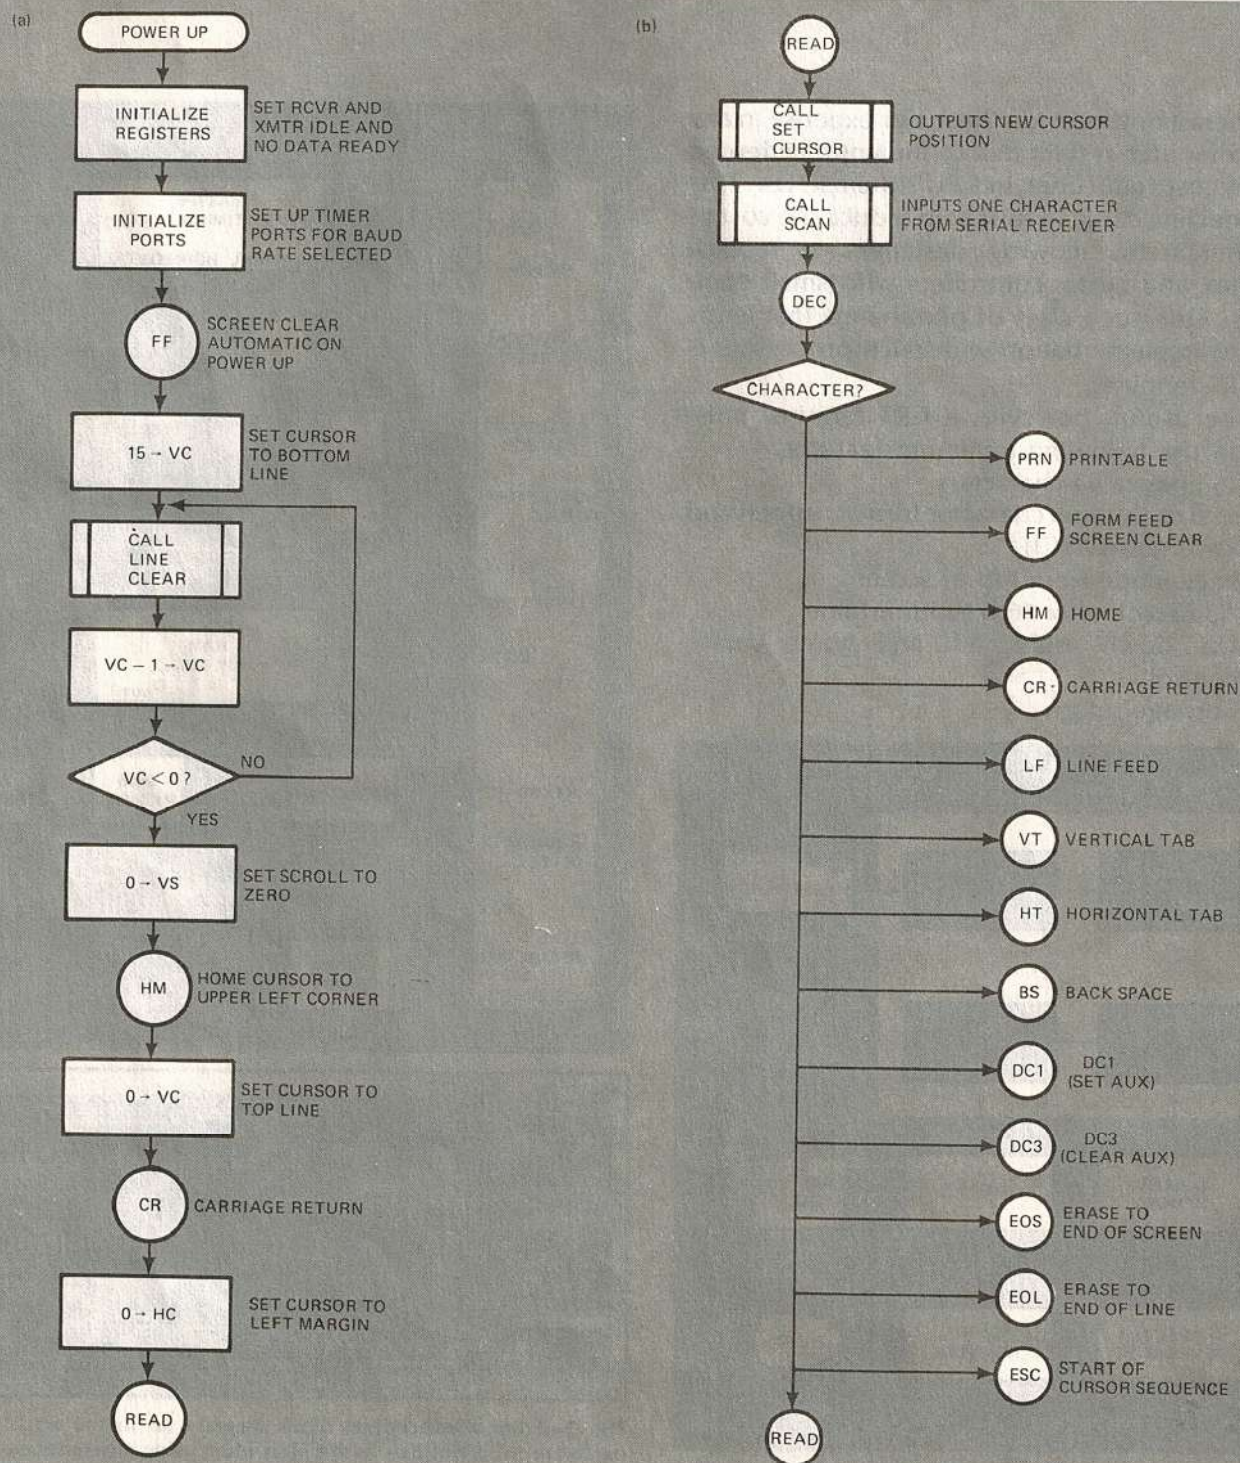 (a)
POWER UP
INITIALIZE
REGISTERS
SET RCVR AND
XMTR IDLE AND
NO DATA READY
INITIALIZE
PORTS
SET UP TIMER
PORTS FOR BAUD
RATE SELECTED
FF
SCREEN CLEAR
AUTOMATIC ON
POWER UP
15 → VC
SET CURSOR
TO BOTTOM
LINE
CALL
LINE
CLEAR
VC – 1 → VC
VC < 0 ?
NO
YES
0 → VS
SET SCROLL TO
ZERO
HM
HOME CURSOR TO
UPPER LEFT CORNER
0 → VC
SET CURSOR TO
TOP LINE
CR
CARRIAGE RETURN
0 → HC
SET CURSOR TO
LEFT MARGIN
READ
(b)
READ
CALL
SET
CURSOR
OUTPUTS NEW CURSOR
POSITION
CALL
SCAN
INPUTS ONE CHARACTER
FROM SERIAL RECEIVER
DEC
CHARACTER?
PRN
PRINTABLE
FF
FORM FEED
SCREEN CLEAR
HM
HOME
CR
CARRIAGE RETURN
LF
LINE FEED
VT
VERTICAL TAB
HT
HORIZONTAL TAB
BS
BACK SPACE
DC1
DC1
(SET AUX)
DC3
DC3
(CLEAR AUX)
EOS
ERASE TO
END OF SCREEN
EOL
ERASE TO
END OF LINE
ESC
START OF
CURSOR SEQUENCE
READ